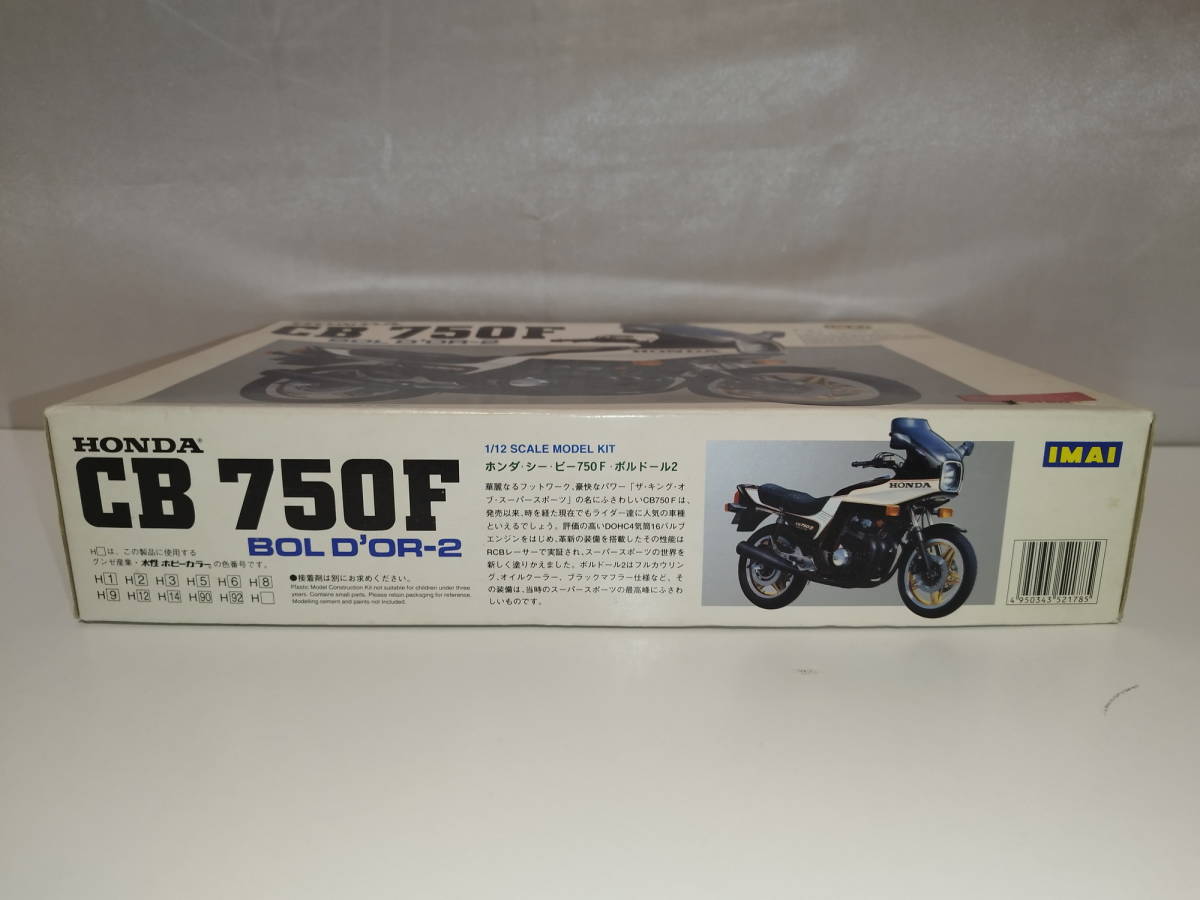 HONDA
CB 750F
BOL D'OR-2
HONDA
IMAI
HONDA®
CB 750F
BOL D'OR-2
H□は、この製品に使用する
グンゼ産業・水性ホビーカラーの色番号です。
H1 H2 H3 H5 H6 H8
H9 H12 H14 H90 H92 H□
●接着剤は別にお求めください。
Plastic Model Construction Kit not suitable for children under three
years. Contains small parts. Please retain packaging for reference.
Modelling cement and paints not included.
1/12 SCALE MODEL KIT
ホンダ・シー・ビー750F・ボルドール2
華麗なるフットワーク、豪快なパワー「ザ・キング・オ
ブ・スーパースポーツ」の名にふさわしいCB750Fは、
発売以来、時を経た現在でもライダー達に人気の車種
といえるでしょう。評価の高いDOHC4気筒16バルブ
エンジンをはじめ、革新の装備を搭載したその性能は
RCBレーサーで実証され、スーパースポーツの世界を
新しく塗りかえました。ボルドール2はフルカウリン
グ、オイルクーラー、ブラックマフラー仕様など、そ
の装備は、当時のスーパースポーツの最高峰にふさわ
しいものです。
HONDA
IMAI
4 950343 521785